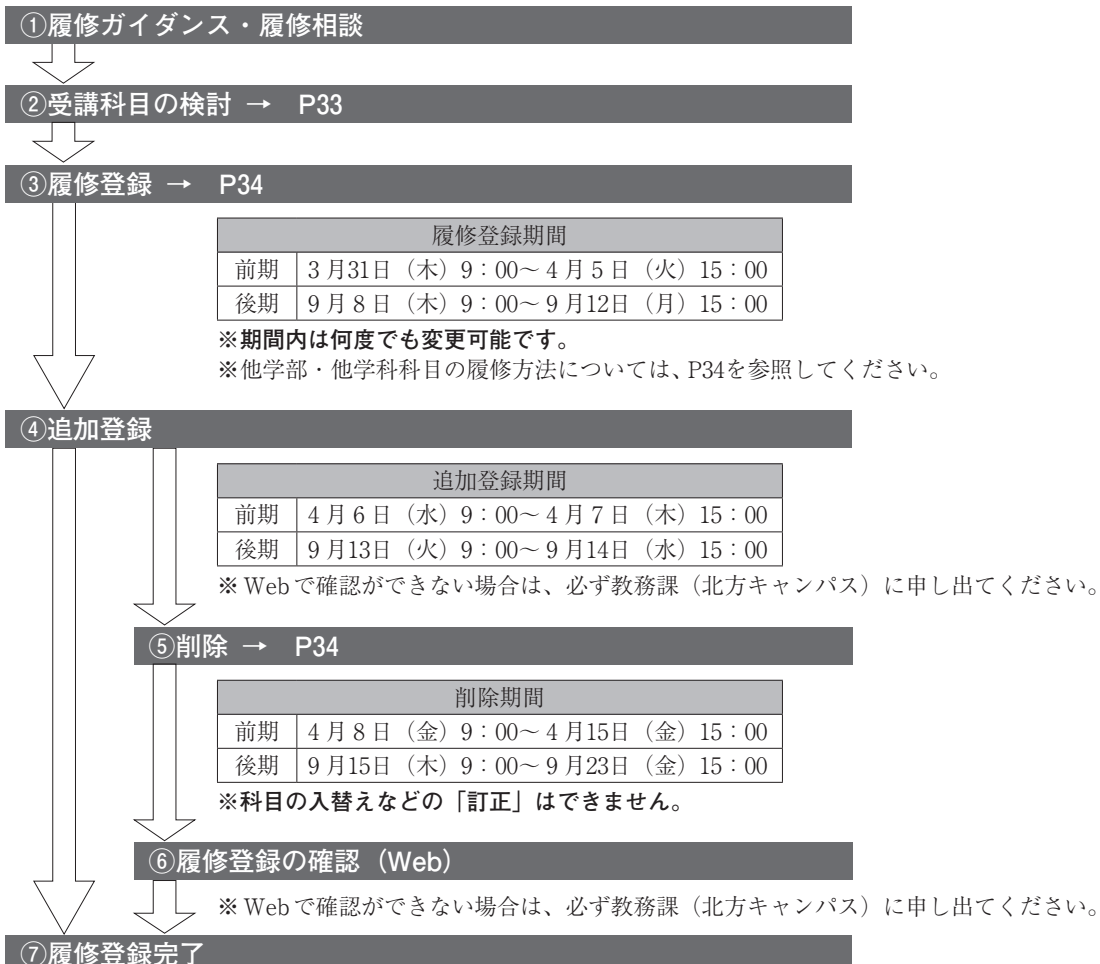 ①履修ガイダンス・履修相談
②受講科目の検討 → P33
③履修登録 → P34
履修登録期間
前期 3月31日（木）9：00～4月5日（火）15：00
後期 9月8日（木）9：00～9月12日（月）15：00
※期間内は何度でも変更可能です。
※他学部・他学科科目の履修方法については、P34を参照してください。
④追加登録
追加登録期間
前期 4月6日（水）9：00～4月7日（木）15：00
後期 9月13日（火）9：00～9月14日（水）15：00
※Webで確認ができない場合は、必ず教務課（北方キャンパス）に申し出てください。
⑤削除 → P34
削除期間
前期 4月8日（金）9：00～4月15日（金）15：00
後期 9月15日（木）9：00～9月23日（金）15：00
※科目の入替えなどの「訂正」はできません。
⑥履修登録の確認（Web）
※Webで確認ができない場合は、必ず教務課（北方キャンパス）に申し出てください。
⑦履修登録完了